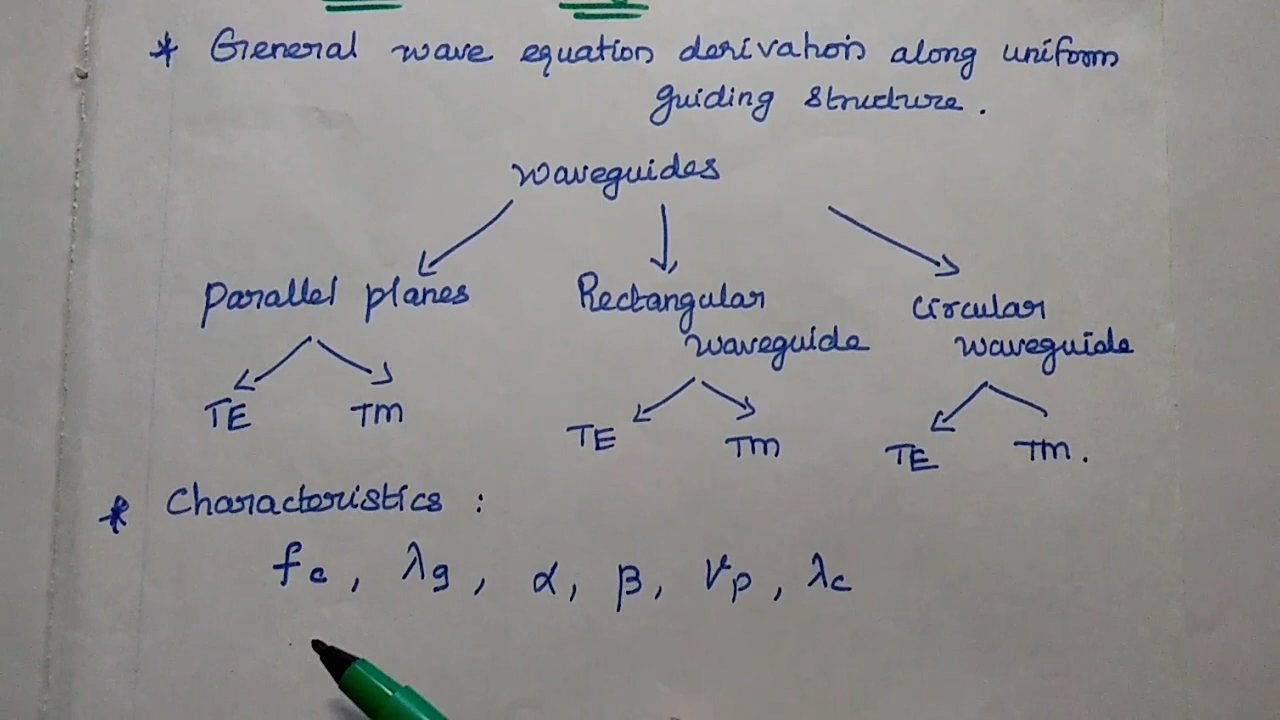 * General wave equation derivation along uniform
guiding structure.
Waveguides
Parallel planes
Rectangular waveguide
Circular waveguide
TE TM
TE TM
TE TM.
* Characteristics :
fc, λg, α, β, Vp, λc